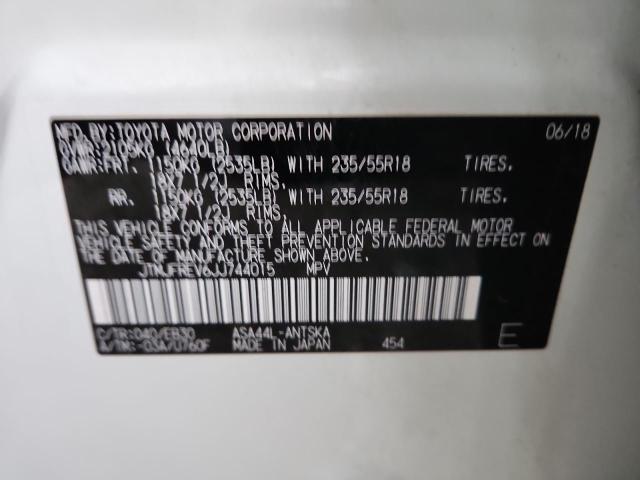 MFD.BY:TOYOTA MOTOR CORPORATION 06/18
GVWR:2105KG (4640LB)
GAWR:FRT. 1150KG (2535LB) WITH 235/55R18 TIRES.
18X7 1/2J RIMS.
RR. 1150KG (2535LB) WITH 235/55R18 TIRES.
18X7 1/2J RIMS.
THIS VEHICLE CONFORMS TO ALL APPLICABLE FEDERAL MOTOR
VEHICLE SAFETY AND THEFT PREVENTION STANDARDS IN EFFECT ON
THE DATE OF MANUFACTURE SHOWN ABOVE.
JTMJFREV6JJ744015 MPV
C/TR:040/EB30 ASA44L-ANTSKA
A/TM:-03A/U760F MADE IN JAPAN 454 E